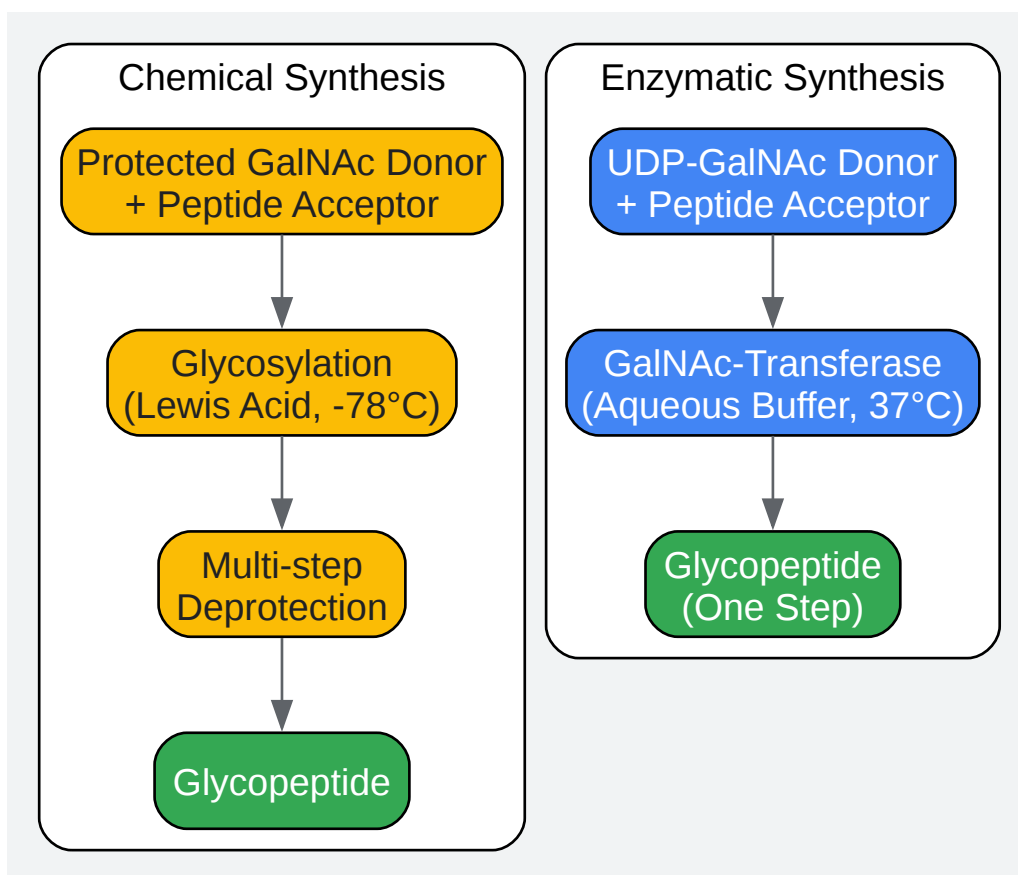 Chemical Synthesis
Protected GalNAc Donor
+ Peptide Acceptor
Glycosylation
(Lewis Acid, -78°C)
Multi-step
Deprotection
Glycopeptide
Enzymatic Synthesis
UDP-GalNAc Donor
+ Peptide Acceptor
GalNAc-Transferase
(Aqueous Buffer, 37°C)
Glycopeptide
(One Step)